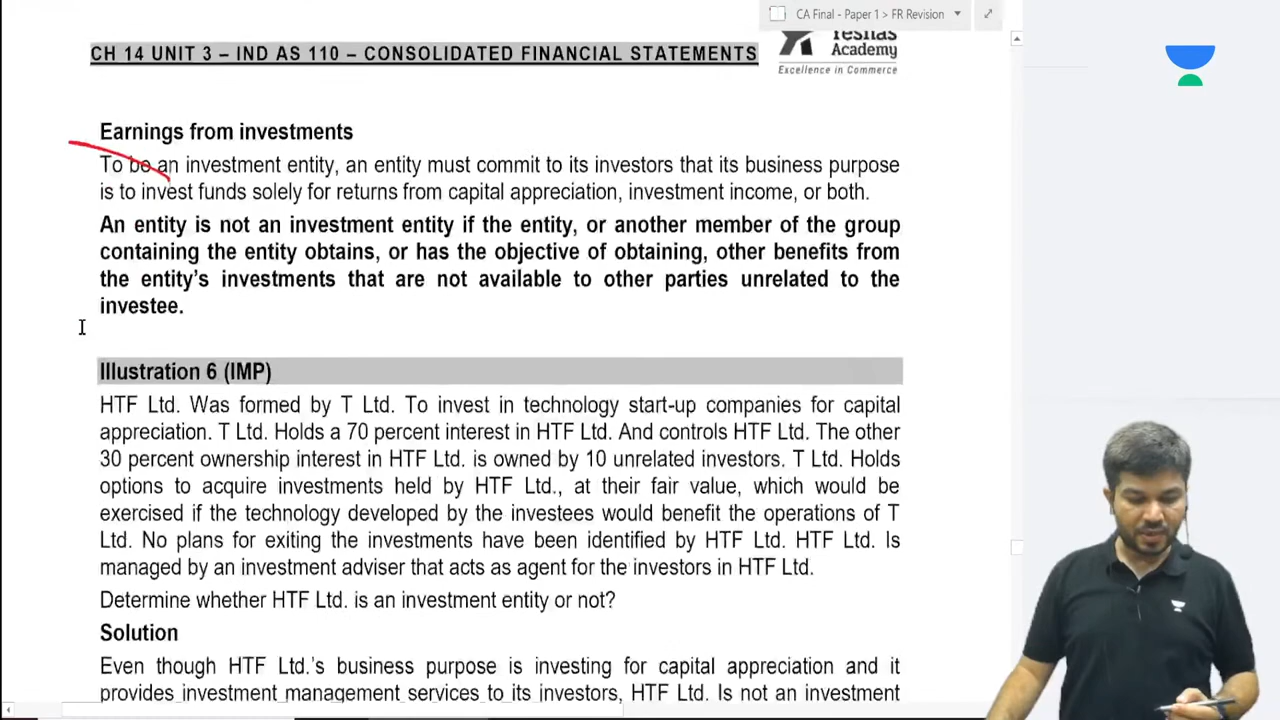 CA Final - Paper 1 > FR Revision
CH 14 UNIT 3 – IND AS 110 – CONSOLIDATED FINANCIAL STATEMENTS
Academy
Excellence in Commerce
Earnings from investments
To be an investment entity, an entity must commit to its investors that its business purpose
is to invest funds solely for returns from capital appreciation, investment income, or both.
An entity is not an investment entity if the entity, or another member of the group
containing the entity obtains, or has the objective of obtaining, other benefits from
the entity's investments that are not available to other parties unrelated to the
investee.
Illustration 6 (IMP)
HTF Ltd. Was formed by T Ltd. To invest in technology start-up companies for capital
appreciation. T Ltd. Holds a 70 percent interest in HTF Ltd. And controls HTF Ltd. The other
30 percent ownership interest in HTF Ltd. is owned by 10 unrelated investors. T Ltd. Holds
options to acquire investments held by HTF Ltd., at their fair value, which would be
exercised if the technology developed by the investees would benefit the operations of T
Ltd. No plans for exiting the investments have been identified by HTF Ltd. HTF Ltd. Is
managed by an investment adviser that acts as agent for the investors in HTF Ltd.
Determine whether HTF Ltd. is an investment entity or not?
Solution
Even though HTF Ltd.'s business purpose is investing for capital appreciation and it
provides investment management services to its investors, HTF Ltd. Is not an investment